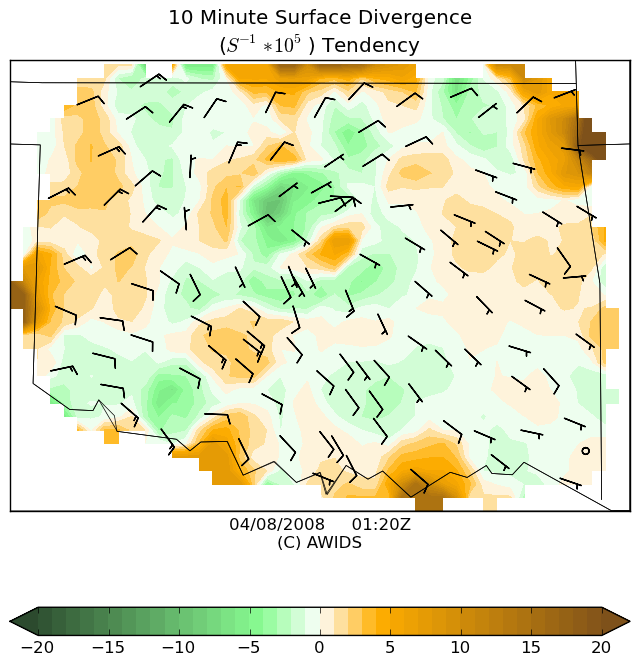 10 Minute Surface Divergence
(S⁻¹ *10⁵ ) Tendency
04/08/2008 01:20Z
(C) AWIDS
−20 −15 −10 −5 0 5 10 15 20